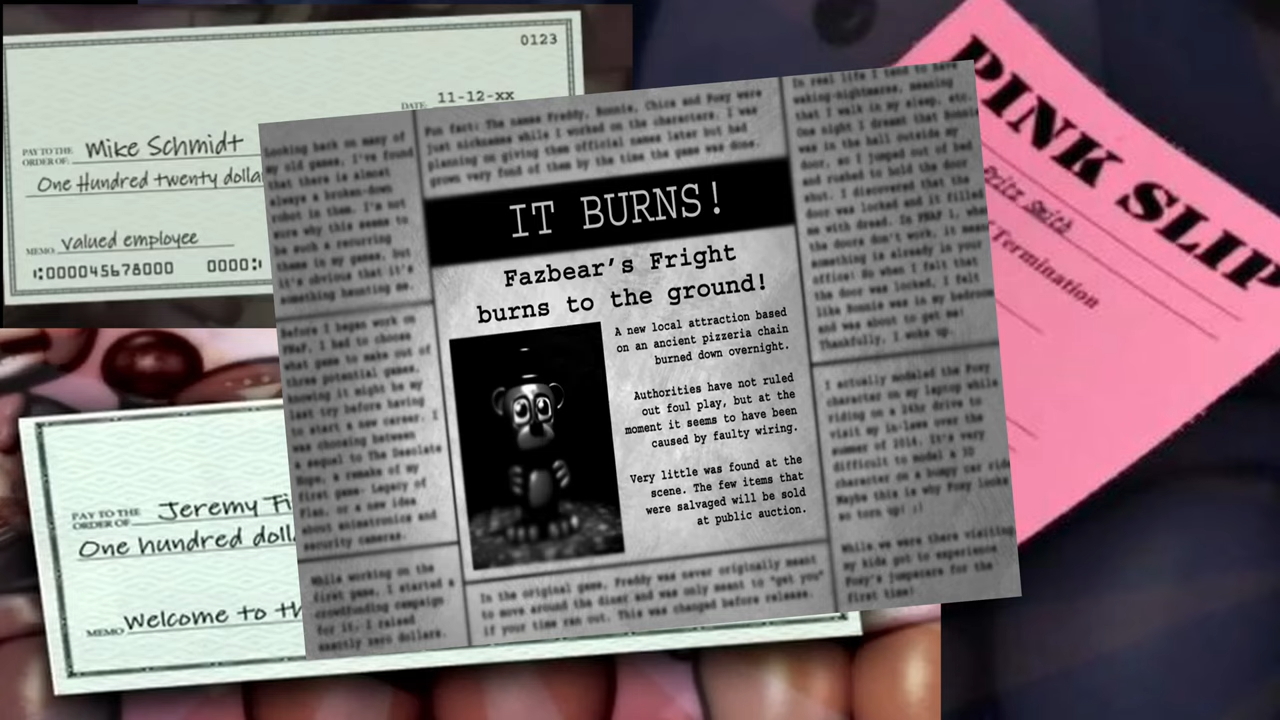 0123
DATE 11-12-xx
PAY TO THE
ORDER OF: Mike Schmidt
One Hundred twenty dolla
MEMO valued employee
⑆0000045678000 0000⑆
PAY TO THE
ORDER OF Jeremy Fi
One hundred doll
MEMO Welcome to th
Looking back on many of
my old games, I've found
that there is almost
always a broken-down
robot in them. I'm not
sure why this seems to
be such a recurring
theme in my games, but
it's obvious that it's
something haunting me.
Before I began work on
FNaF, I had to choose
what game to make out of
three potential games,
knowing it might be my
last try before having
to start a new career. I
was choosing between
a sequel to The Desolate
Hope, a remake of my
first game- Legacy of
Flan, or a new idea
about animatronics and
security cameras.
While working on the
first game, I started a
crowdfunding campaign
for it. I raised
exactly zero dollars.
Fun fact: The names Freddy, Bonnie, Chica and Foxy were
just nicknames while I worked on the characters. I was
planning on giving them official names later but had
grown very fond of them by the time the game was done.
IT BURNS!
Fazbear's Fright
burns to the ground!
A new local attraction based
on an ancient pizzeria chain
burned down overnight.
Authorities have not ruled
out foul play, but at the
moment it seems to have been
caused by faulty wiring.
Very little was found at the
scene. The few items that
were salvaged will be sold
at public auction.
In the original game, Freddy was never originally meant
to move around the diner and was only meant to "get you"
if your time ran out. This was changed before release.
In real life I tend to have
waking-nightmares, meaning
that I walk in my sleep, etc.
One night I dreamt that Bonnie
was in the hall outside my
door, so I jumped out of bed
and rushed to hold the door
shut. I discovered that the
door was locked and it filled
me with dread. In FNAF 1, when
the doors don't work, it means
something is already in your
office! So when I felt that
the door was locked, I felt
like Bonnie was in my bedroom
and was about to get me!
Thankfully, I woke up.
I actually modeled the Foxy
character on my laptop while
riding on a 24hr drive to
visit my in-laws over the
summer of 2014. It's very
difficult to model a 3D
character on a bumpy car ride
Maybe this is why Foxy looks
so torn up! :)
While we were there visiting,
my kids got to experience
Foxy's jumpscare for the
first time!
PINK SLIP
Fritz Smith
Termination